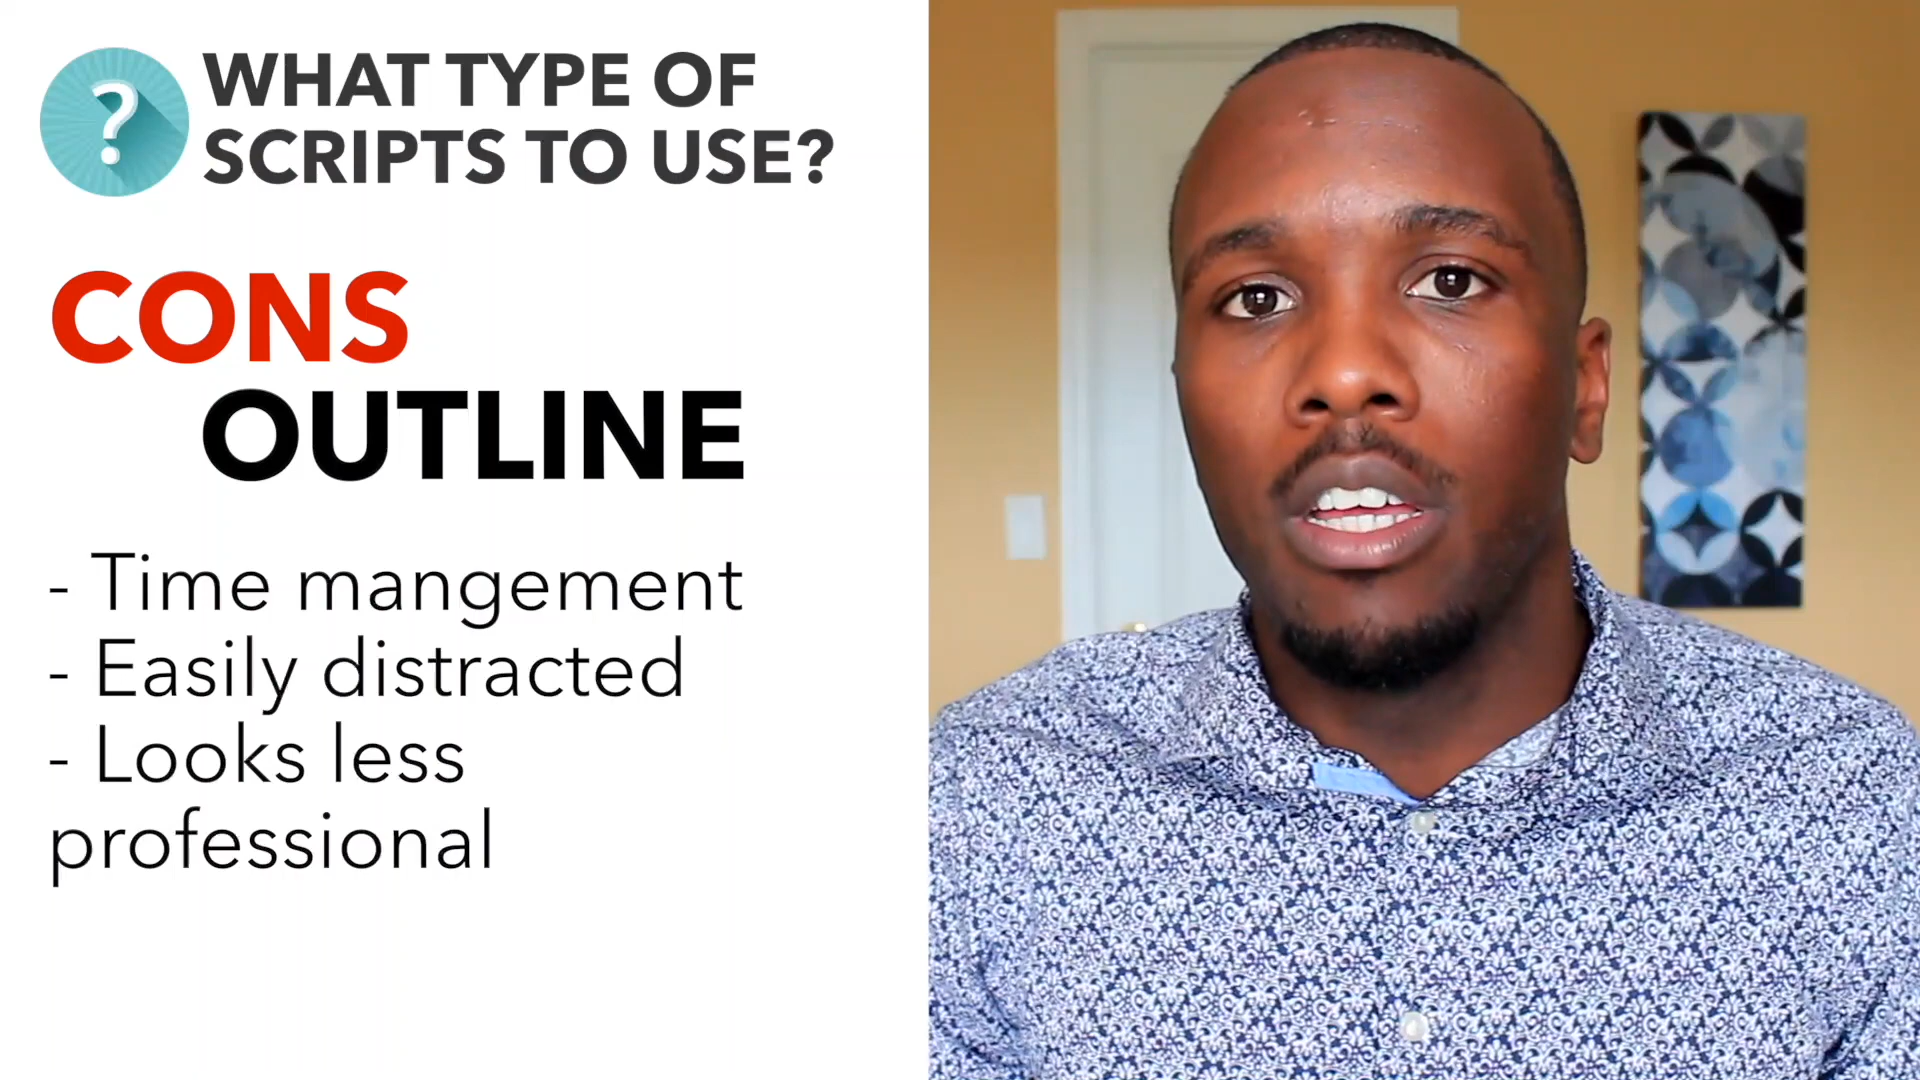 ?
WHAT TYPE OF
SCRIPTS TO USE?
CONS
OUTLINE
- Time mangement
- Easily distracted
- Looks less
professional